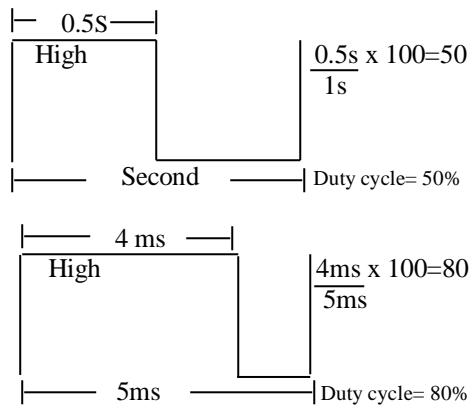 0.5S
High
0.5s x 100=50
1s
Second
Duty cycle= 50%
4 ms
High
4ms x 100=80
5ms
5ms
Duty cycle= 80%